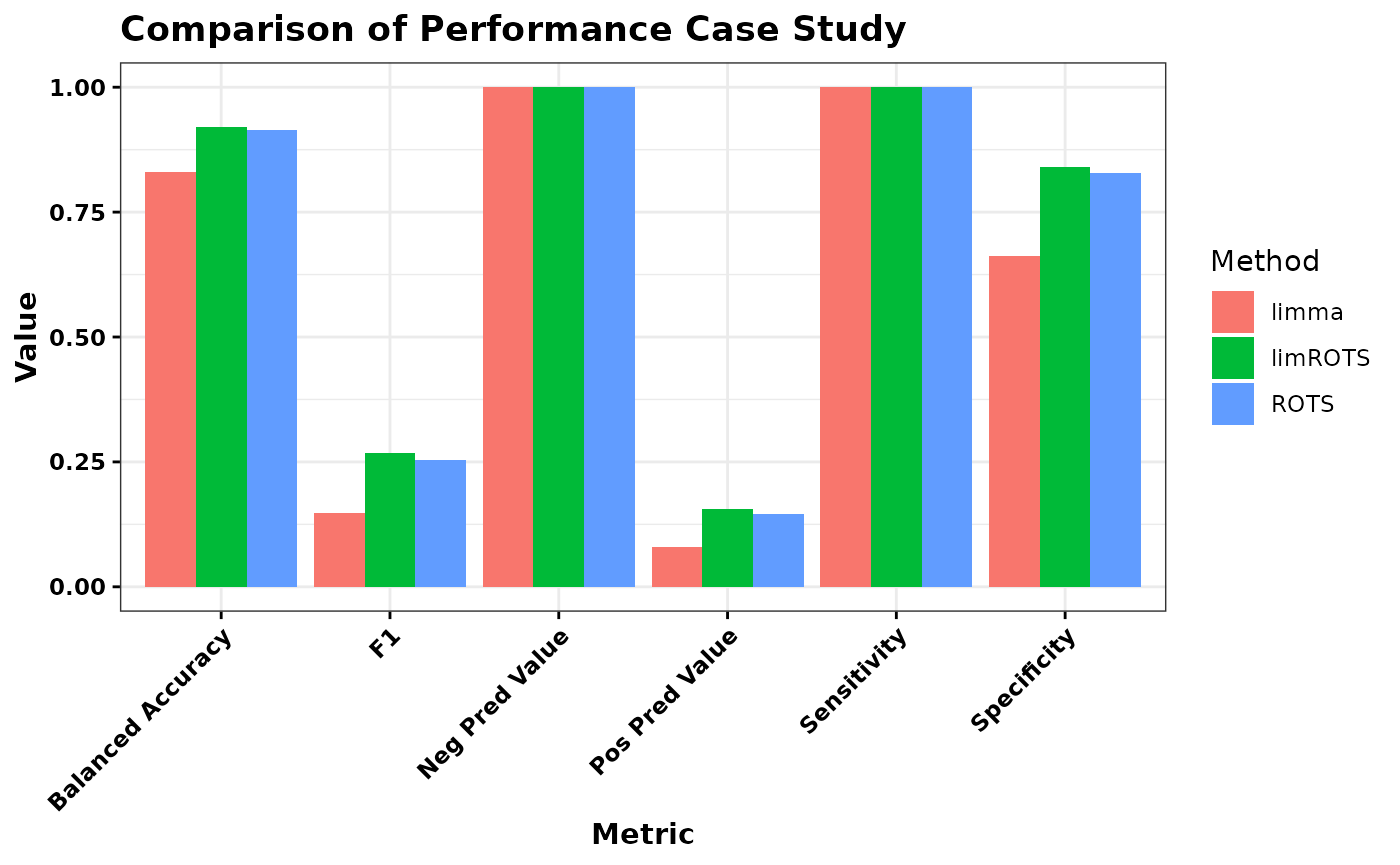 Comparison of Performance Case Study
Value
1.00
0.75
0.50
0.25
0.00
Balanced Accuracy
F1
Neg Pred Value
Pos Pred Value
Sensitivity
Specificity
Metric
Method
limma
limROTS
ROTS